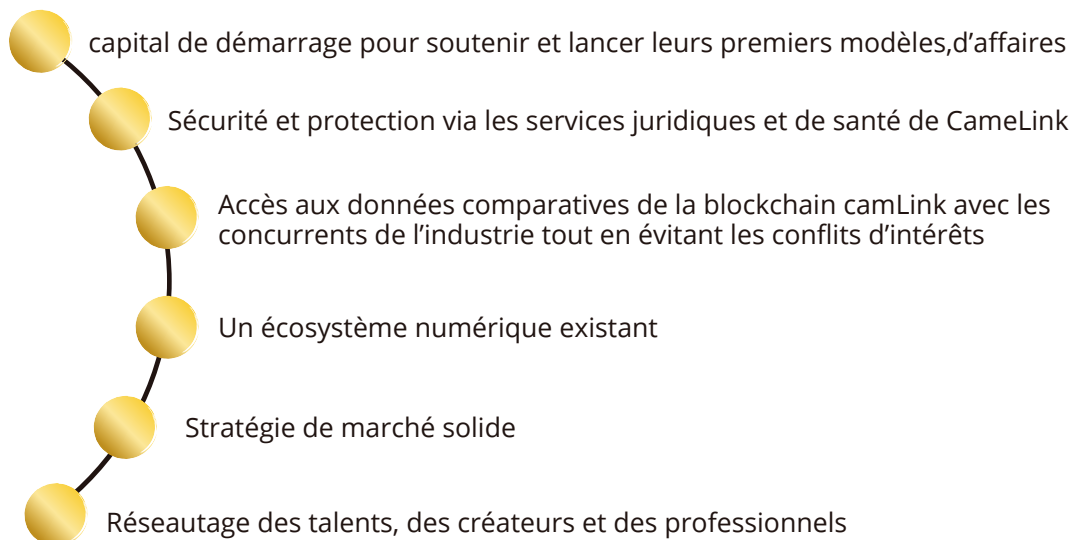 capital de démarrage pour soutenir et lancer leurs premiers modèles,d’affaires
Sécurité et protection via les services juridiques et de santé de CameLink
Accès aux données comparatives de la blockchain camLink avec les
concurrents de l’industrie tout en évitant les conflits d’intérêts
Un écosystème numérique existant
Stratégie de marché solide
Réseautage des talents, des créateurs et des professionnels